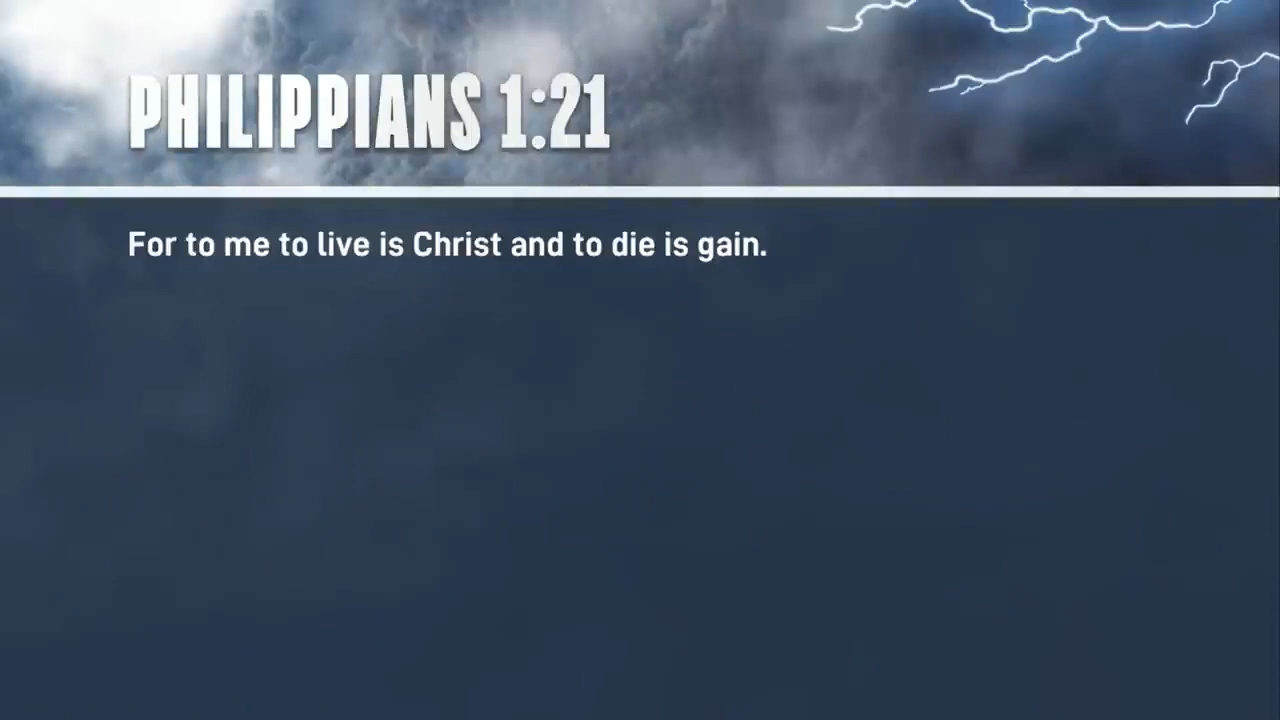 PHILIPPIANS 1:21
For to me to live is Christ and to die is gain.